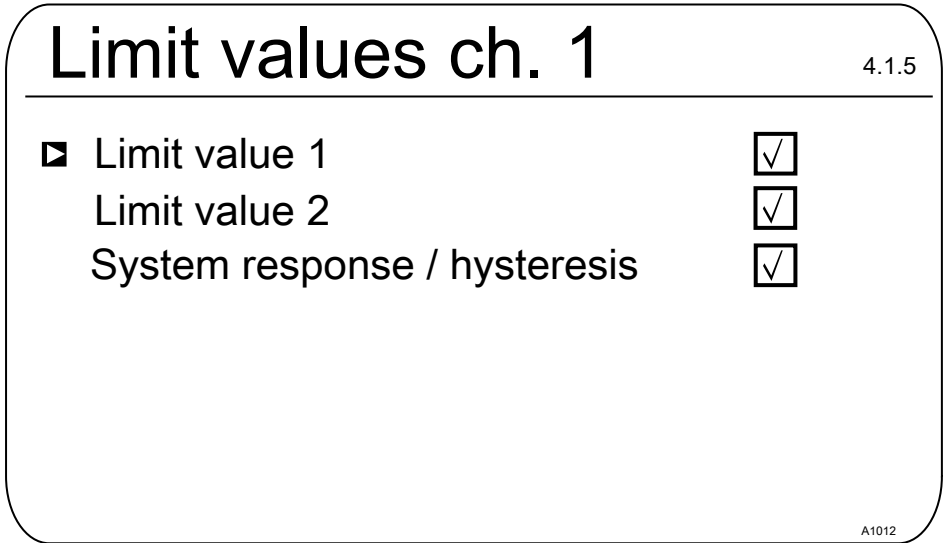 Limit values ch. 1 4.1.5
Limit value 1
Limit value 2
System response / hysteresis
A1012